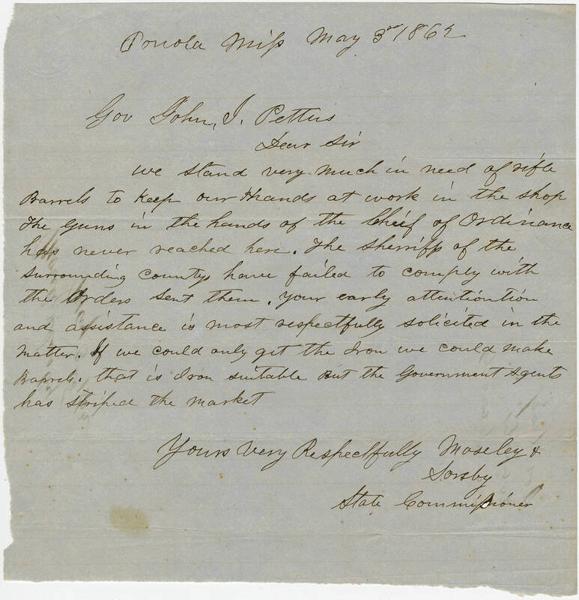 Ponola Miss May 3rd 1862
Gov John, J. Pettus
Dear Sir
we stand very much in need of rifle
Barrels to keep our Hands at work in the shop
The Guns in the hands of the Chief of Ordinance
has never reached here. The Sherriffs of the
surrounding Countys have failed to comply with
the Orders sent them. Your early attentiontion
and assistance is most respectfully solicited in the
matter. If we could only get the Iron we could make
Barrels. that is Iron suitable But the Government Agents
has striped the market
Yours Very Respectfully Moseley &
Sorsby
State Commissioner